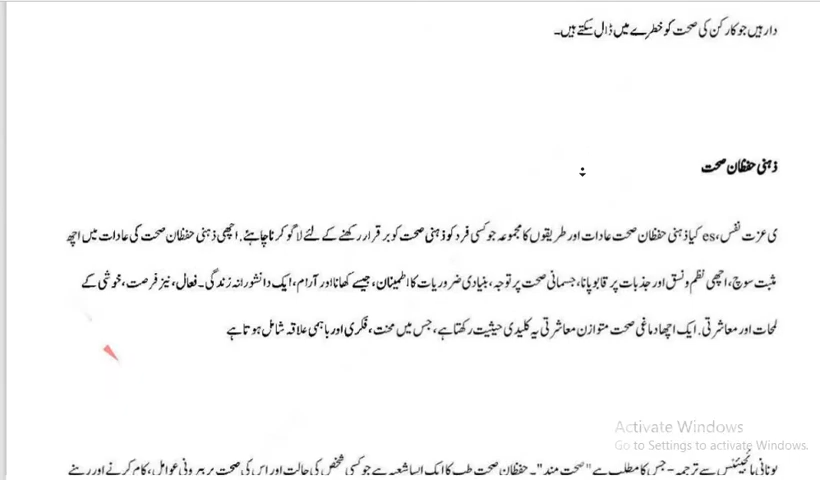 دار ہیں جو کارکن کی صحت کو خطرے میں ڈال سکتے ہیں۔
ذہنی حفظان صحت
ی عزت نفس، es کیا ذہنی حفظان صحت عادات اور طریقوں کا مجموعہ جو کسی فرد کو ذہنی صحت کو برقرار رکھنے کے لئے لاگو کرنا چاہئے. اچھی ذہنی حفظان صحت کی عادات میں اچھ
مثبت سوچ، اچھی نظم و نسق اور جذبات پر قابو پانا، جسمانی صحت پر توجہ، بنیادی ضروریات کا اطمینان، جیسے کھانا اور آرام، ایک دانشورانہ زندگی۔ فعال، نیز فرصت، خوشی کے
لمحات اور معاشرتی. ایک اچھا دماغی صحت متوازن معاشرتی یہ کلیدی حیثیت رکھتا ہے، جس میں محنت، فکری اور باہمی علاقہ شامل ہوتا ہے
Activate Windows
Go to Settings to activate Windows.
یونانی ہائجیئنس سے ترجمہ - جس کا مطلب ہے "صحت مند"۔ حفظان صحت طب کا ایک ایسا شعبہ ہے جو کسی شخص کی حالت اور اس کی صحت پر بیرونی عوامل، کام کرنے اور رہنے